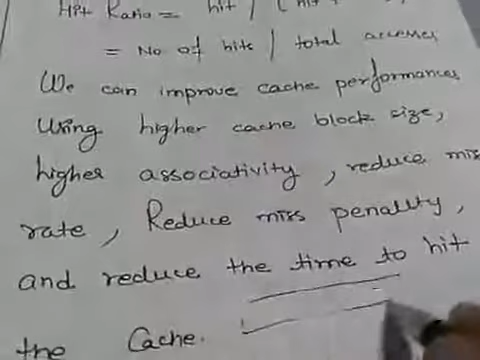 Hit Ratio = hit / (hit +
= No of hits / total accesses
We can improve cache performances
Using higher cache block size,
higher associativity, reduce miss
rate, Reduce miss penality,
and reduce the time to hit
the Cache.